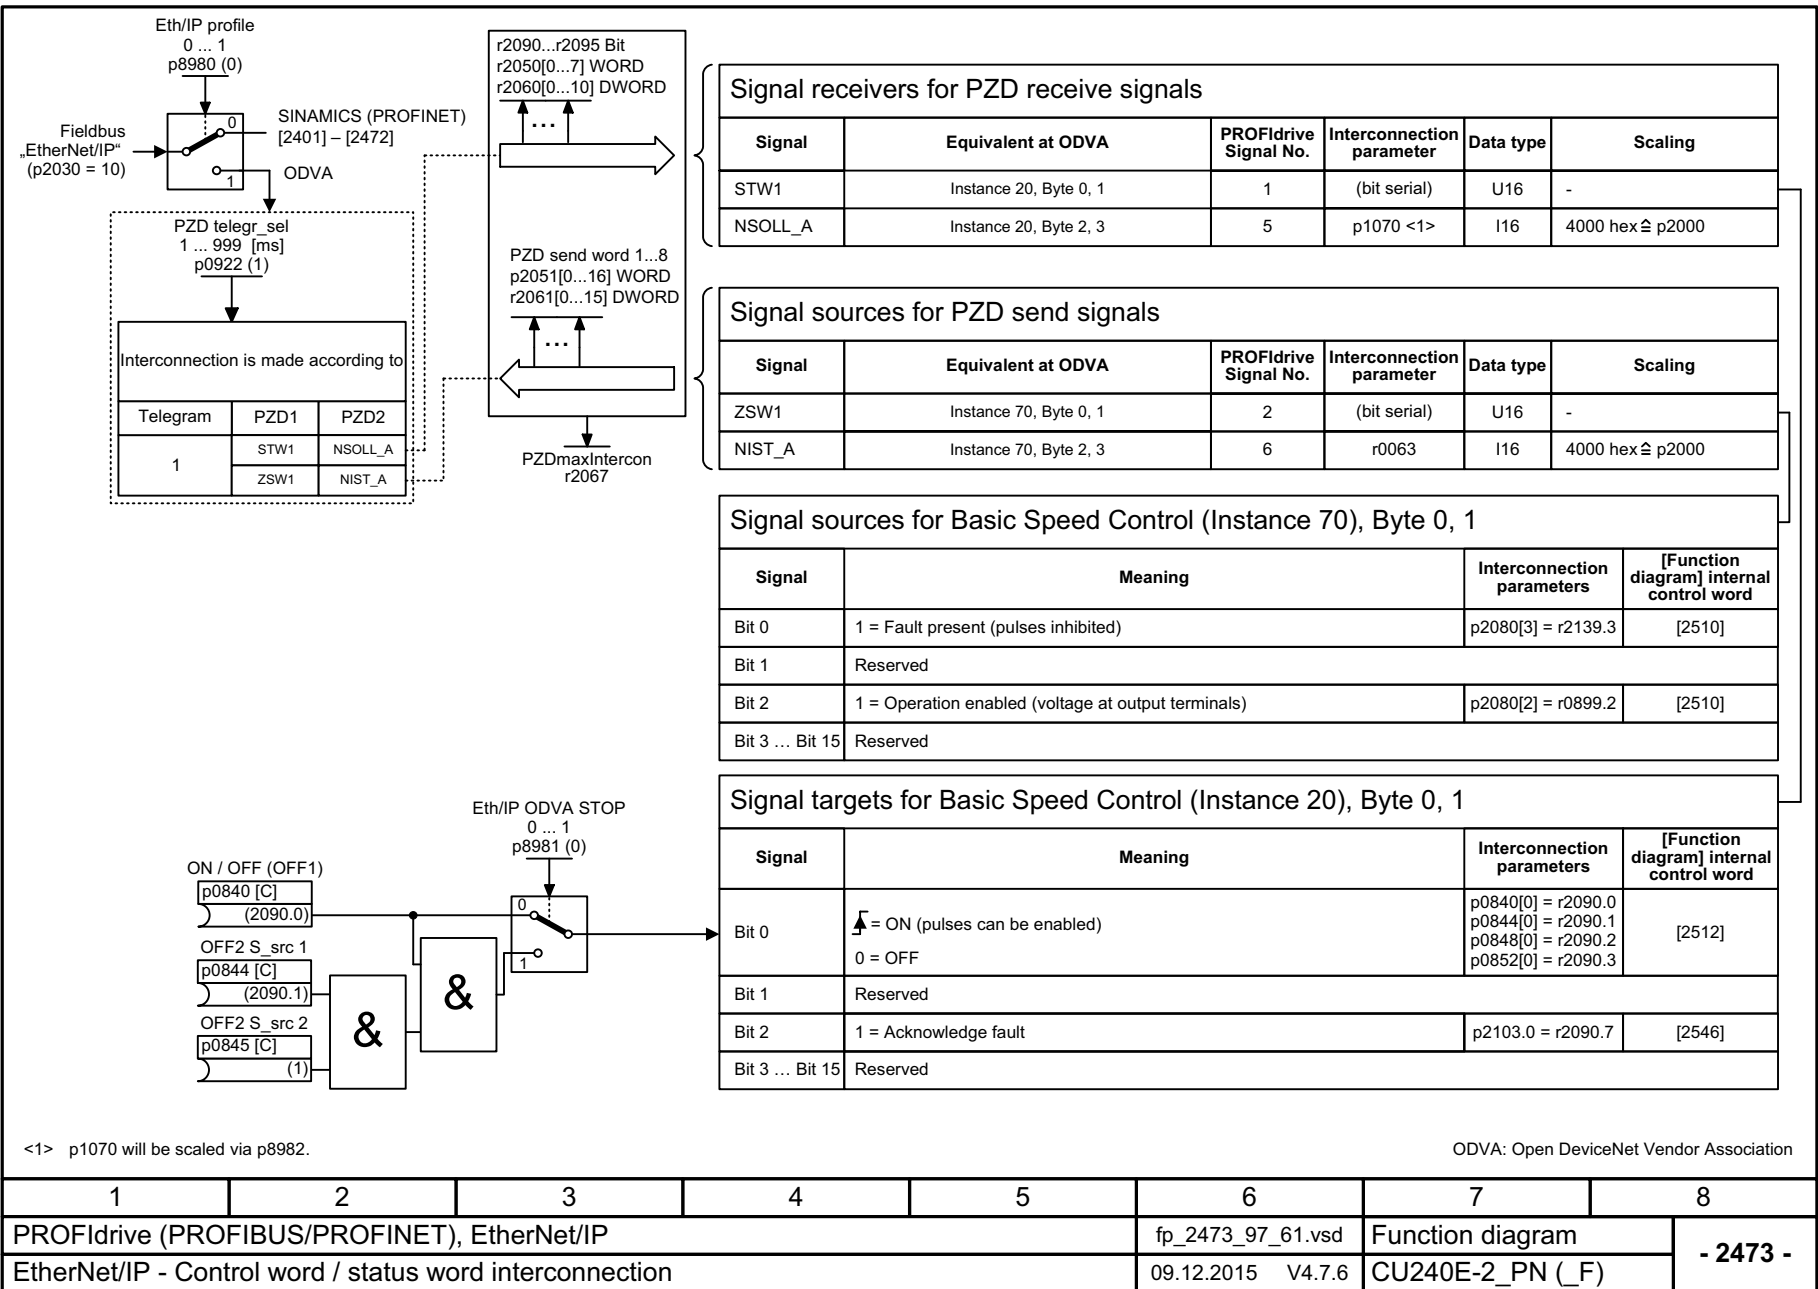 Eth/IP profile
0 ... 1
p8980 (0)
Fieldbus
„EtherNet/IP“
(p2030 = 10)
0
1
SINAMICS (PROFINET)
[2401] – [2472]
ODVA
PZD telegr_sel
1 ... 999 [ms]
p0922 (1)
Interconnection is made according to
Telegram PZD1 PZD2
1 STW1 NSOLL_A
ZSW1 NIST_A
r2090...r2095 Bit
r2050[0...7] WORD
r2060[0...10] DWORD
...
PZD send word 1...8
p2051[0...16] WORD
r2061[0...15] DWORD
...
PZDmaxIntercon
r2067
Signal receivers for PZD receive signals
Signal Equivalent at ODVA PROFIdrive Signal No. Interconnection parameter Data type Scaling
STW1 Instance 20, Byte 0, 1 1 (bit serial) U16 -
NSOLL_A Instance 20, Byte 2, 3 5 p1070 <1> I16 4000 hex ≙ p2000
Signal sources for PZD send signals
Signal Equivalent at ODVA PROFIdrive Signal No. Interconnection parameter Data type Scaling
ZSW1 Instance 70, Byte 0, 1 2 (bit serial) U16 -
NIST_A Instance 70, Byte 2, 3 6 r0063 I16 4000 hex ≙ p2000
Signal sources for Basic Speed Control (Instance 70), Byte 0, 1
Signal Meaning Interconnection parameters [Function diagram] internal control word
Bit 0 1 = Fault present (pulses inhibited) p2080[3] = r2139.3 [2510]
Bit 1 Reserved
Bit 2 1 = Operation enabled (voltage at output terminals) p2080[2] = r0899.2 [2510]
Bit 3 … Bit 15 Reserved
Eth/IP ODVA STOP
0 ... 1
p8981 (0)
0
1
ON / OFF (OFF1)
p0840 [C]
(2090.0)
OFF2 S_src 1
p0844 [C]
(2090.1)
OFF2 S_src 2
p0845 [C]
(1)
&
&
Signal targets for Basic Speed Control (Instance 20), Byte 0, 1
Signal Meaning Interconnection parameters [Function diagram] internal control word
Bit 0 = ON (pulses can be enabled)
0 = OFF
p0840[0] = r2090.0
p0844[0] = r2090.1
p0848[0] = r2090.2
p0852[0] = r2090.3
[2512]
Bit 1 Reserved
Bit 2 1 = Acknowledge fault p2103.0 = r2090.7 [2546]
Bit 3 … Bit 15 Reserved
<1> p1070 will be scaled via p8982.
ODVA: Open DeviceNet Vendor Association
1 2 3 4 5 6 7 8
PROFIdrive (PROFIBUS/PROFINET), EtherNet/IP fp_2473_97_61.vsd Function diagram
- 2473 -
EtherNet/IP - Control word / status word interconnection 09.12.2015 V4.7.6 CU240E-2_PN (_F)